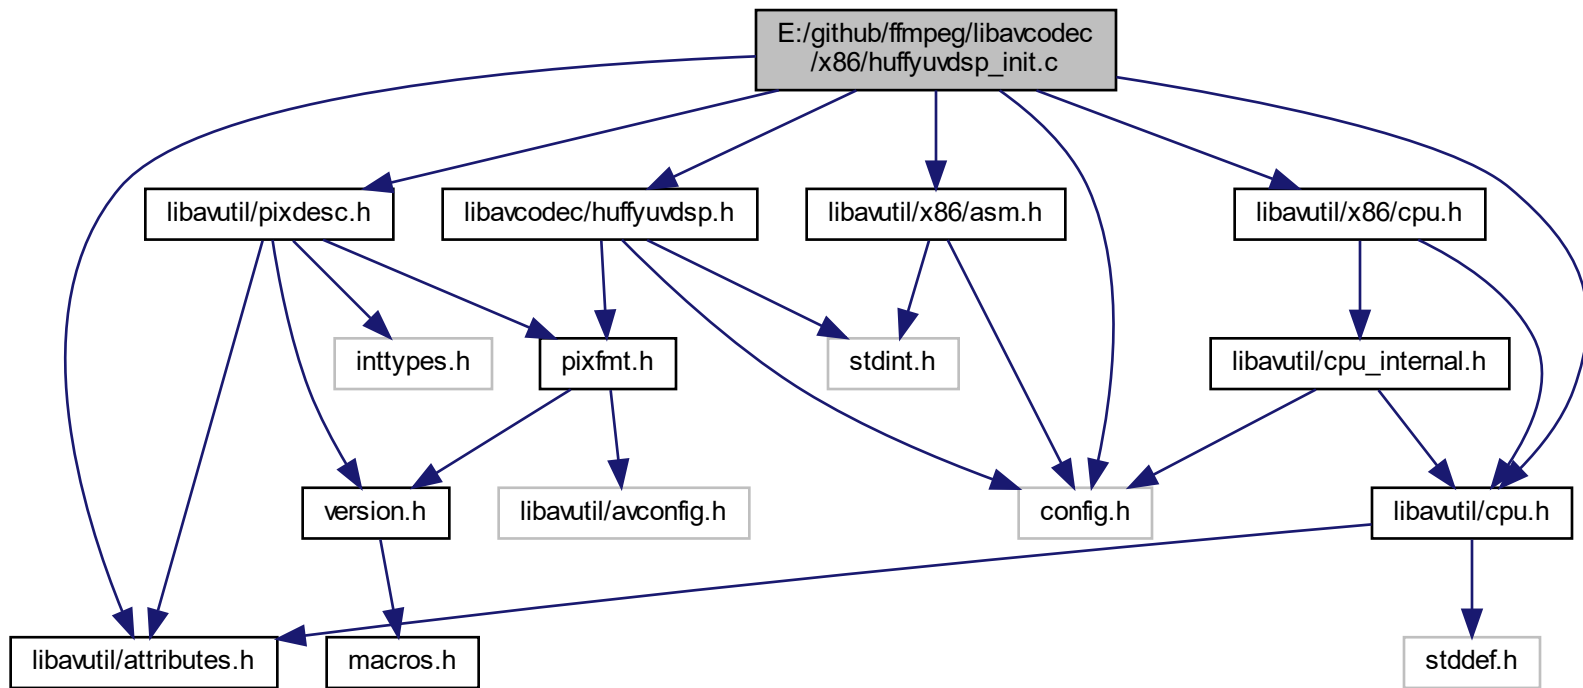 E:/github/ffmpeg/libavcodec
/x86/huffyuvdsp_init.c
libavutil/pixdesc.h
libavcodec/huffyuvdsp.h
libavutil/x86/asm.h
libavutil/x86/cpu.h
inttypes.h
pixfmt.h
stdint.h
libavutil/cpu_internal.h
version.h
libavutil/avconfig.h
config.h
libavutil/cpu.h
libavutil/attributes.h
macros.h
stddef.h